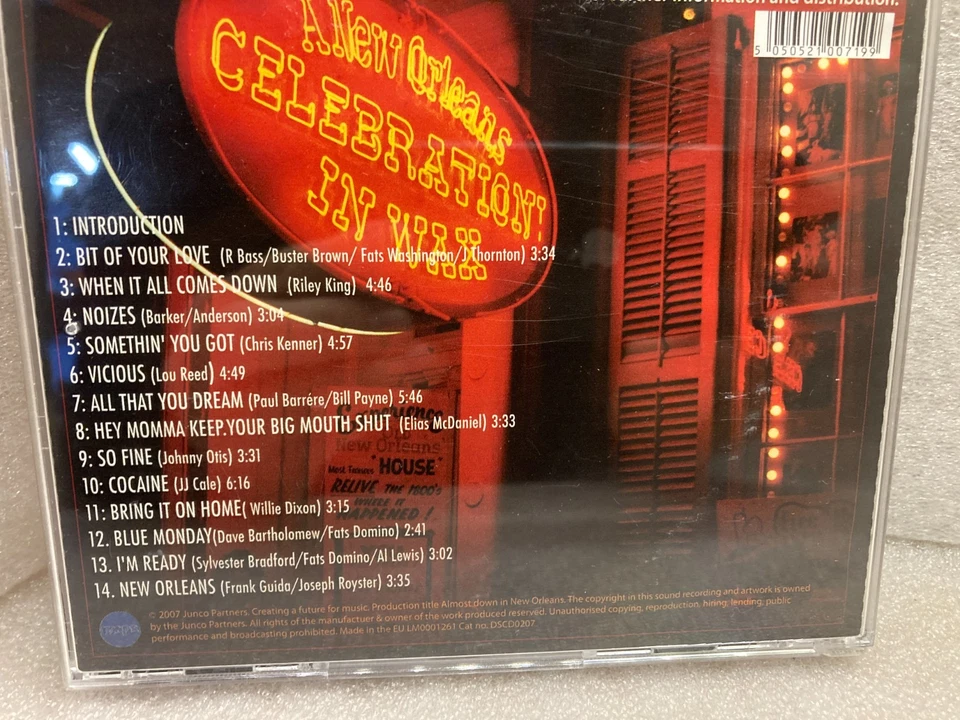 information and distribution.
5 050521 007199
A New Orleans
CELEBRATION!
IN WAX
1: INTRODUCTION
2: BIT OF YOUR LOVE (R Bass/Buster Brown/ Fats Washington/J Thornton) 3:34
3: WHEN IT ALL COMES DOWN (Riley King) 4:46
4: NOIZES (Barker/Anderson) 3:04
5: SOMETHIN' YOU GOT (Chris Kenner) 4:57
6: VICIOUS (Lou Reed) 4:49
7: ALL THAT YOU DREAM (Paul Barrére/Bill Payne) 5:46
8: HEY MOMMA KEEP.YOUR BIG MOUTH SHUT (Elias McDaniel) 3:33
9: SO FINE (Johnny Otis) 3:31
10: COCAINE (JJ Cale) 6:16
11: BRING IT ON HOME( Willie Dixon) 3:15
12. BLUE MONDAY(Dave Bartholomew/Fats Domino) 2:41
13. I'M READY (Sylvester Bradford/Fats Domino/Al Lewis) 3:02
14. NEW ORLEANS (Frank Guida/Joseph Royster) 3:35
Experience
New Orleans'
"HOUSE"
RELIVE THE 1800's
WHERE IT
HAPPENED!
© 2007 Junco Partners. Creating a future for music. Production title Almost down in New Orleans. The copyright in this sound recording and artwork is owned
by the Junco Partners. All rights of the manufacturer & owner of the work produced reserved. Unauthorised copying, reproduction, hiring, lending, public
performance and broadcasting prohibited. Made in the EU LM0001261 Cat no: DSCD0207